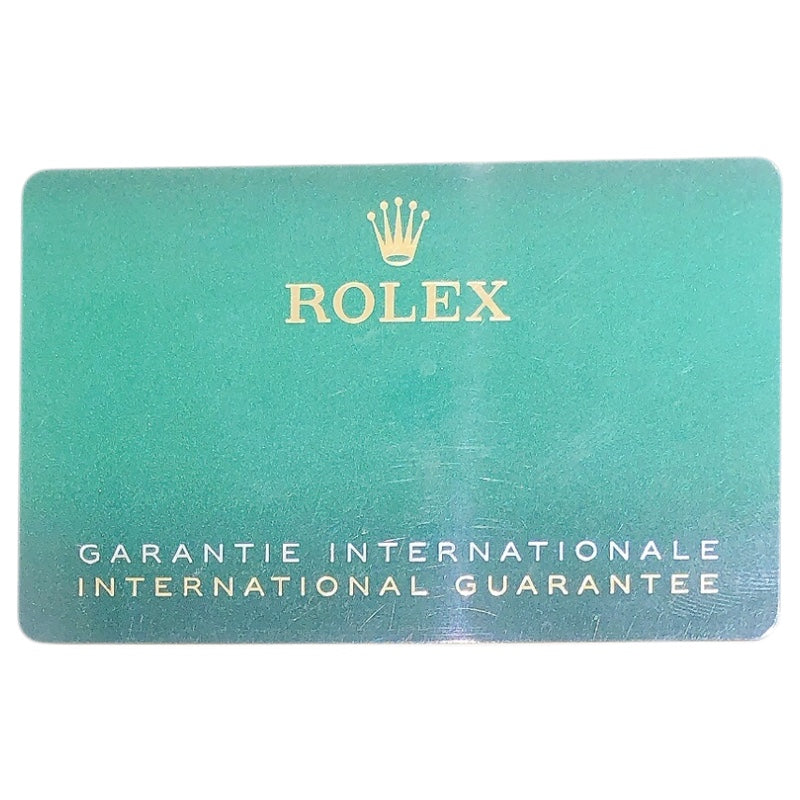 ROLEX
GARANTIE INTERNATIONALE
INTERNATIONAL GUARANTEE